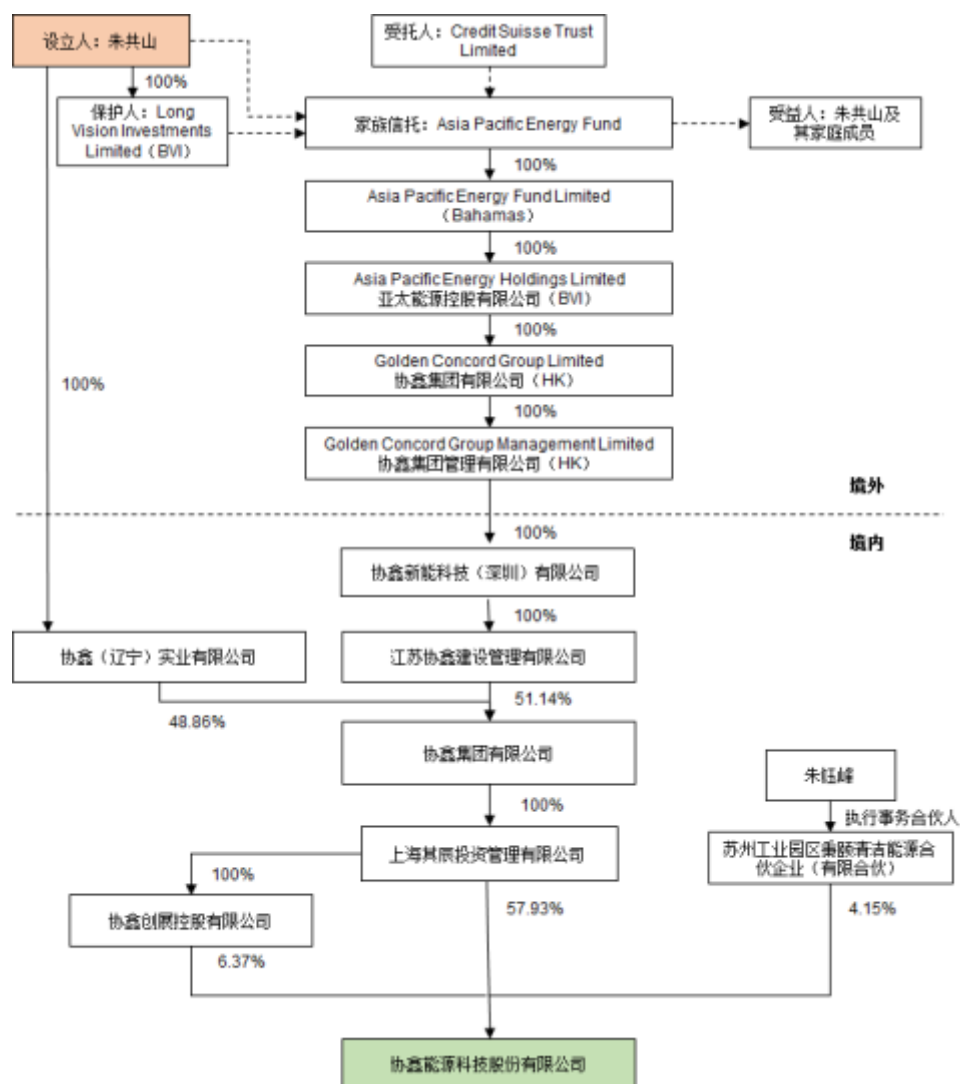 设立人：朱共山
受托人：Credit Suisse Trust
Limited
100%
保护人：Long
Vision Investments
Limited（BVI）
家族信托：Asia Pacific Energy Fund
受益人：朱共山及
其家庭成员
100%
Asia Pacific Energy Fund Limited
（Bahamas）
100%
Asia Pacific Energy Holdings Limited
亚太能源控股有限公司（BVI）
100%
Golden Concord Group Limited
协鑫集团有限公司（HK）
100%
100%
Golden Concord Group Management Limited
协鑫集团管理有限公司（HK）
境外
100%
境内
协鑫新能科技（深圳）有限公司
100%
协鑫（辽宁）实业有限公司
江苏协鑫建设管理有限公司
48.86%
51.14%
协鑫集团有限公司
朱钰峰
100%
执行事务合伙人
上海其辰投资管理有限公司
苏州工业园区秉颐清洁能源合
伙企业（有限合伙）
100%
57.93%
4.15%
协鑫创展控股有限公司
6.37%
协鑫能源科技股份有限公司